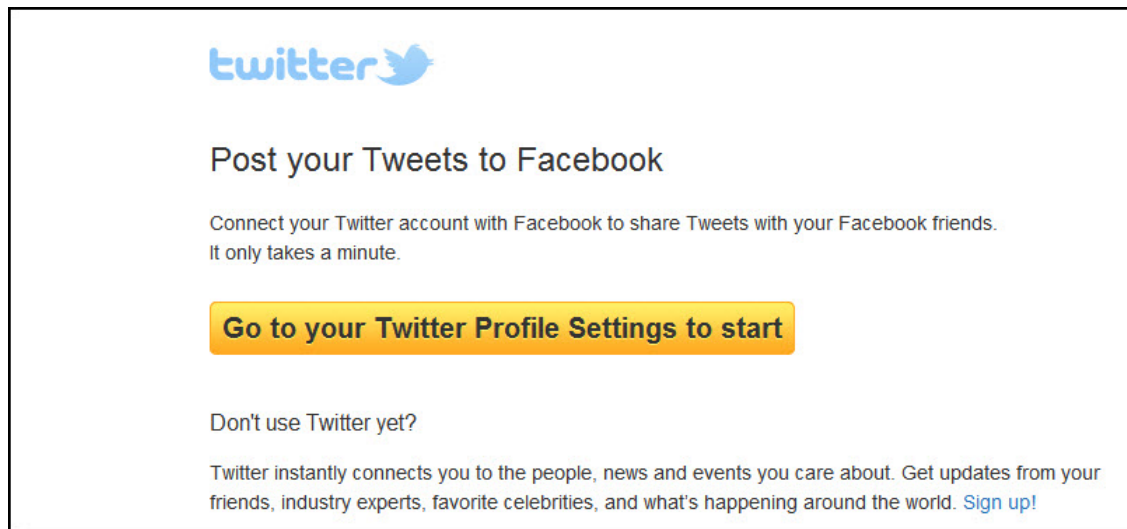 twitter
Post your Tweets to Facebook
Connect your Twitter account with Facebook to share Tweets with your Facebook friends.
It only takes a minute.
Go to your Twitter Profile Settings to start
Don't use Twitter yet?
Twitter instantly connects you to the people, news and events you care about. Get updates from your
friends, industry experts, favorite celebrities, and what's happening around the world. Sign up!